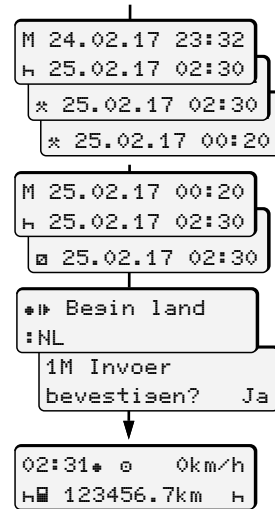 M 24.02.17 23:32
⑁ 25.02.17 02:30
⚒ 25.02.17 02:30
⚒ 25.02.17 00:20
M 25.02.17 00:20
⑁ 25.02.17 02:30
⍁ 25.02.17 02:30
●▶ Begin land
:NL
1M Invoer
bevestigen? Ja
02:31● ⊙ 0km/h
⑁ 123456.7km ⑁